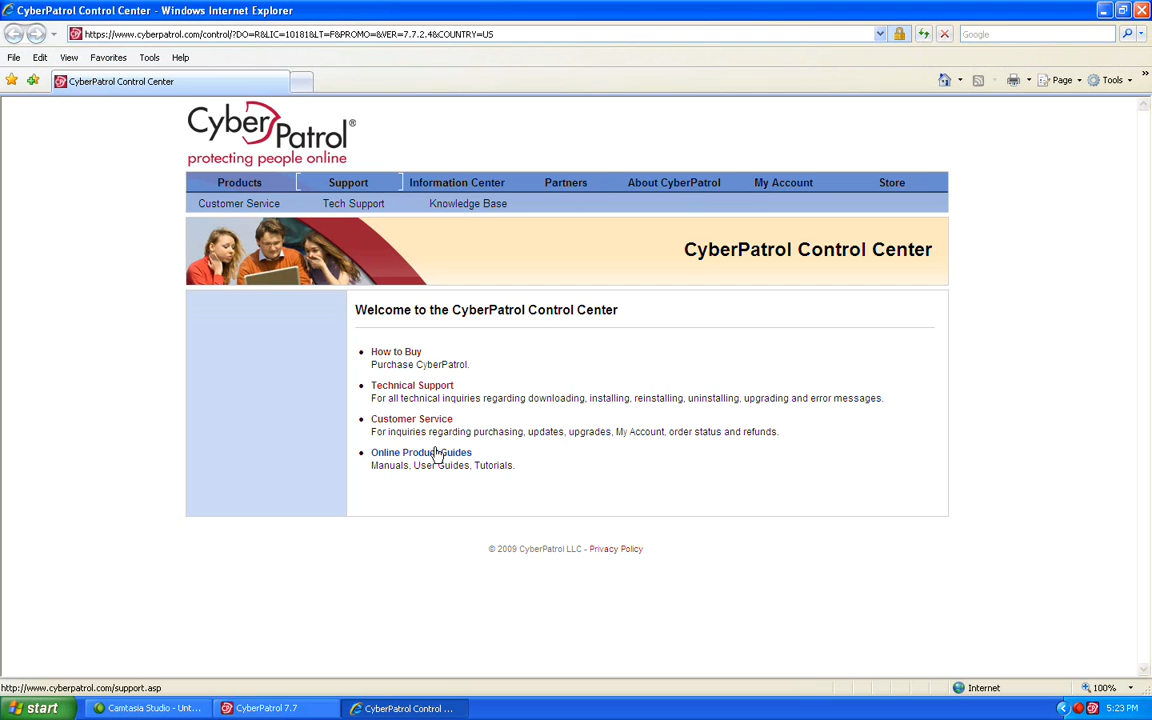 CyberPatrol Control Center - Windows Internet Explorer
https://www.cyberpatrol.com/control/?DO=R&LIC=10181&LT=F&PROMO=&VER=7.7.2.4&COUNTRY=US
Google
File Edit View Favorites Tools Help
CyberPatrol Control Center
Page Tools
CyberPatrol®
protecting people online
Products Support Information Center Partners About CyberPatrol My Account Store
Customer Service Tech Support Knowledge Base
CyberPatrol Control Center
Welcome to the CyberPatrol Control Center
How to Buy
Purchase CyberPatrol.
Technical Support
For all technical inquiries regarding downloading, installing, reinstalling, uninstalling, upgrading and error messages.
Customer Service
For inquiries regarding purchasing, updates, upgrades, My Account, order status and refunds.
Online Product Guides
Manuals, User Guides, Tutorials.
© 2009 CyberPatrol LLC - Privacy Policy
http://www.cyberpatrol.com/support.asp
Internet
100%
start
Camtasia Studio - Unt...
CyberPatrol 7.7
CyberPatrol Control ...
5:23 PM